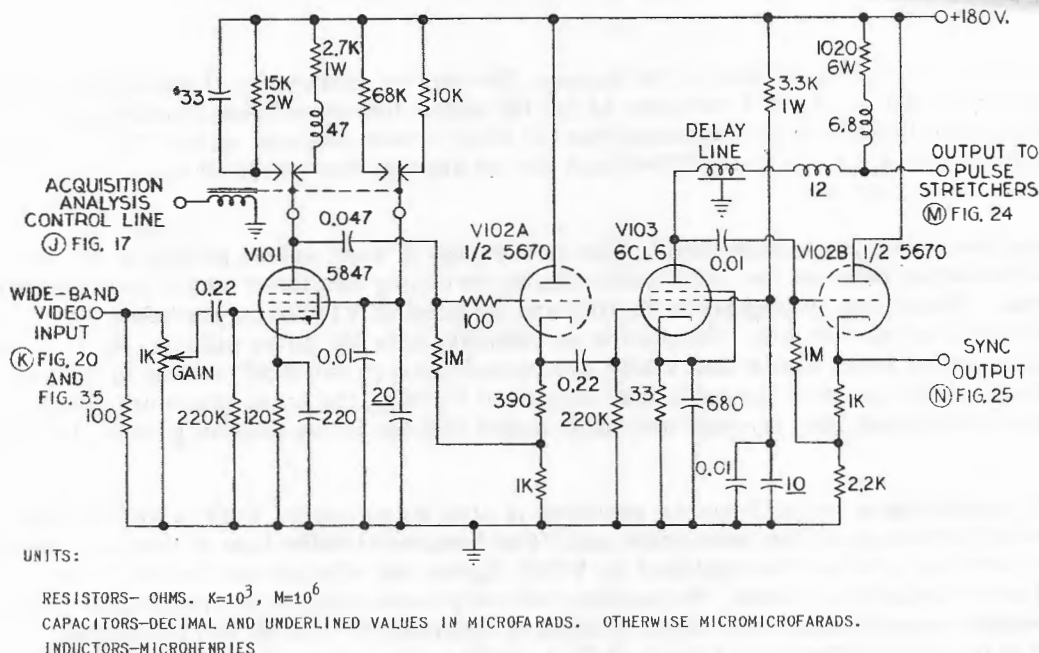 +180 V.
2.7K
1W
1020
6W
⁶33
15K
2W
68K
10K
3.3K
1W
47
6.8
DELAY
LINE
OUTPUT TO
PULSE
STRETCHERS
Ⓜ FIG. 24
12
ACQUISITION
ANALYSIS
CONTROL LINE
Ⓙ FIG. 17
0.047
V101
5847
V102A
1/2 5670
V103
6CL6
0.01
V102B 1/2 5670
WIDE-BAND
VIDEO
INPUT
Ⓚ FIG. 20
AND
FIG. 35
0.22
100
1K
GAIN
0.01
1M
0.22
1M
SYNC
OUTPUT
Ⓝ FIG. 25
100
220K
120
220
20
390
220K
33
680
1K
1K
0.01
10
2.2K
UNITS:
RESISTORS- OHMS. K=10³, M=10⁶
CAPACITORS-DECIMAL AND UNDERLINED VALUES IN MICROFARADS. OTHERWISE MICROMICROFARADS.
INDUCTORS-MICROHENRIES